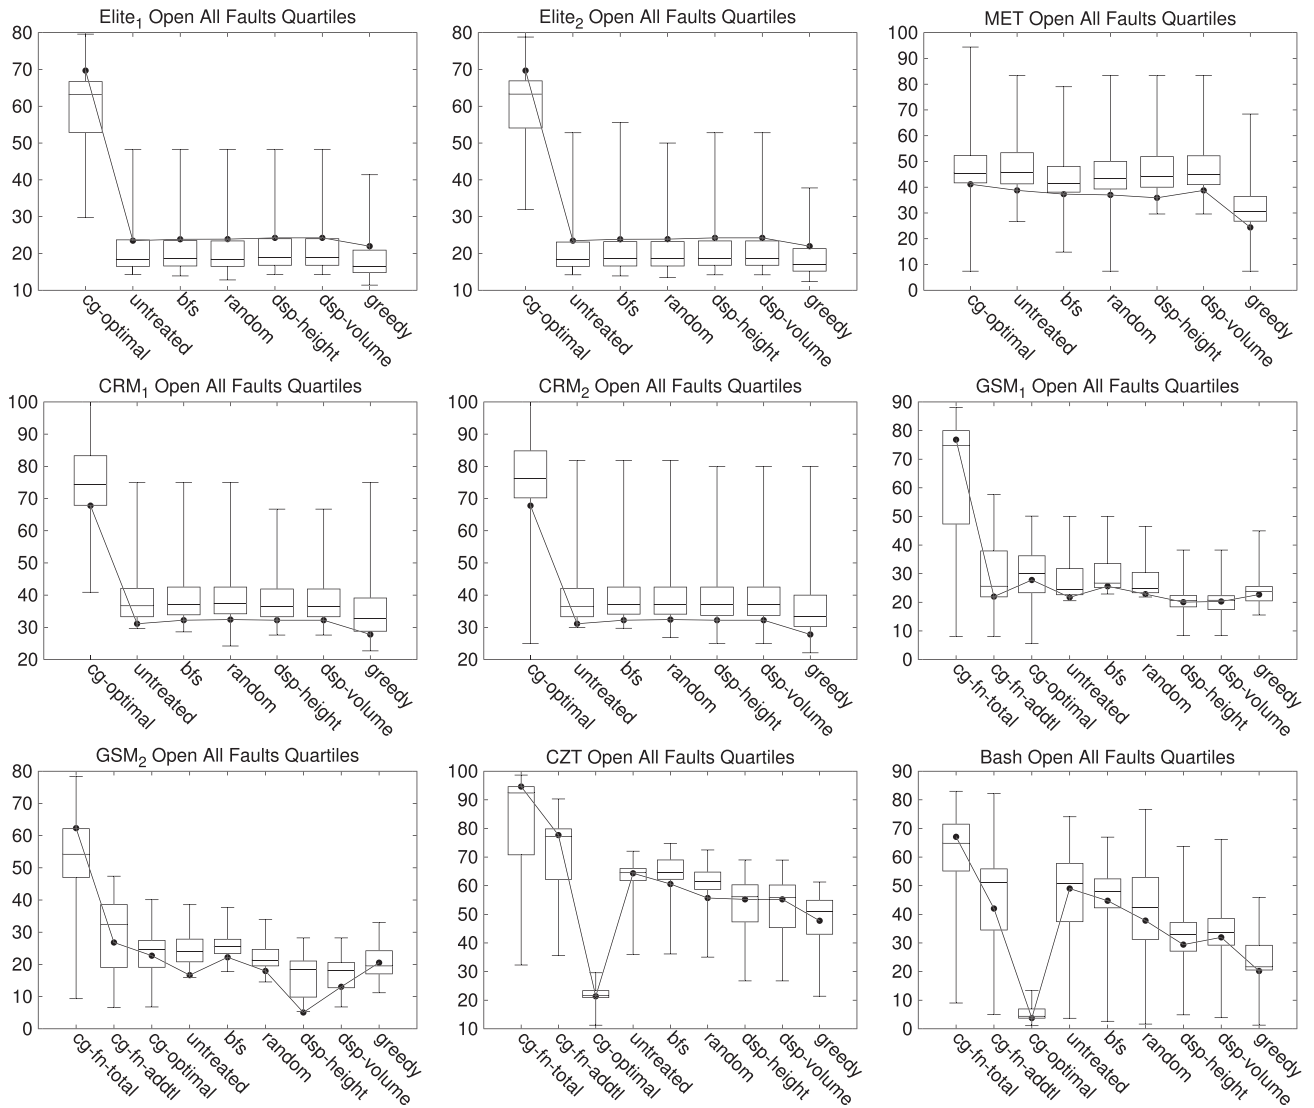 Elite1 Open All Faults Quartiles
80
70
60
50
40
30
20
10
cg-optimal
untreated
bfs
random
dsp-height
dsp-volume
greedy
Elite2 Open All Faults Quartiles
80
70
60
50
40
30
20
10
cg-optimal
untreated
bfs
random
dsp-height
dsp-volume
greedy
MET Open All Faults Quartiles
100
90
80
70
60
50
40
30
20
10
0
cg-optimal
untreated
bfs
random
dsp-height
dsp-volume
greedy
CRM1 Open All Faults Quartiles
100
90
80
70
60
50
40
30
20
cg-optimal
untreated
bfs
random
dsp-height
dsp-volume
greedy
CRM2 Open All Faults Quartiles
100
90
80
70
60
50
40
30
20
cg-optimal
untreated
bfs
random
dsp-height
dsp-volume
greedy
GSM1 Open All Faults Quartiles
90
80
70
60
50
40
30
20
10
0
cg-fn-total
cg-fn-addtl
cg-optimal
untreated
bfs
random
dsp-height
dsp-volume
greedy
GSM2 Open All Faults Quartiles
80
70
60
50
40
30
20
10
0
cg-fn-total
cg-fn-addtl
cg-optimal
untreated
bfs
random
dsp-height
dsp-volume
greedy
CZT Open All Faults Quartiles
100
90
80
70
60
50
40
30
20
10
cg-fn-total
cg-fn-addtl
cg-optimal
untreated
bfs
random
dsp-height
dsp-volume
greedy
Bash Open All Faults Quartiles
90
80
70
60
50
40
30
20
10
0
cg-fn-total
cg-fn-addtl
cg-optimal
untreated
bfs
random
dsp-height
dsp-volume
greedy